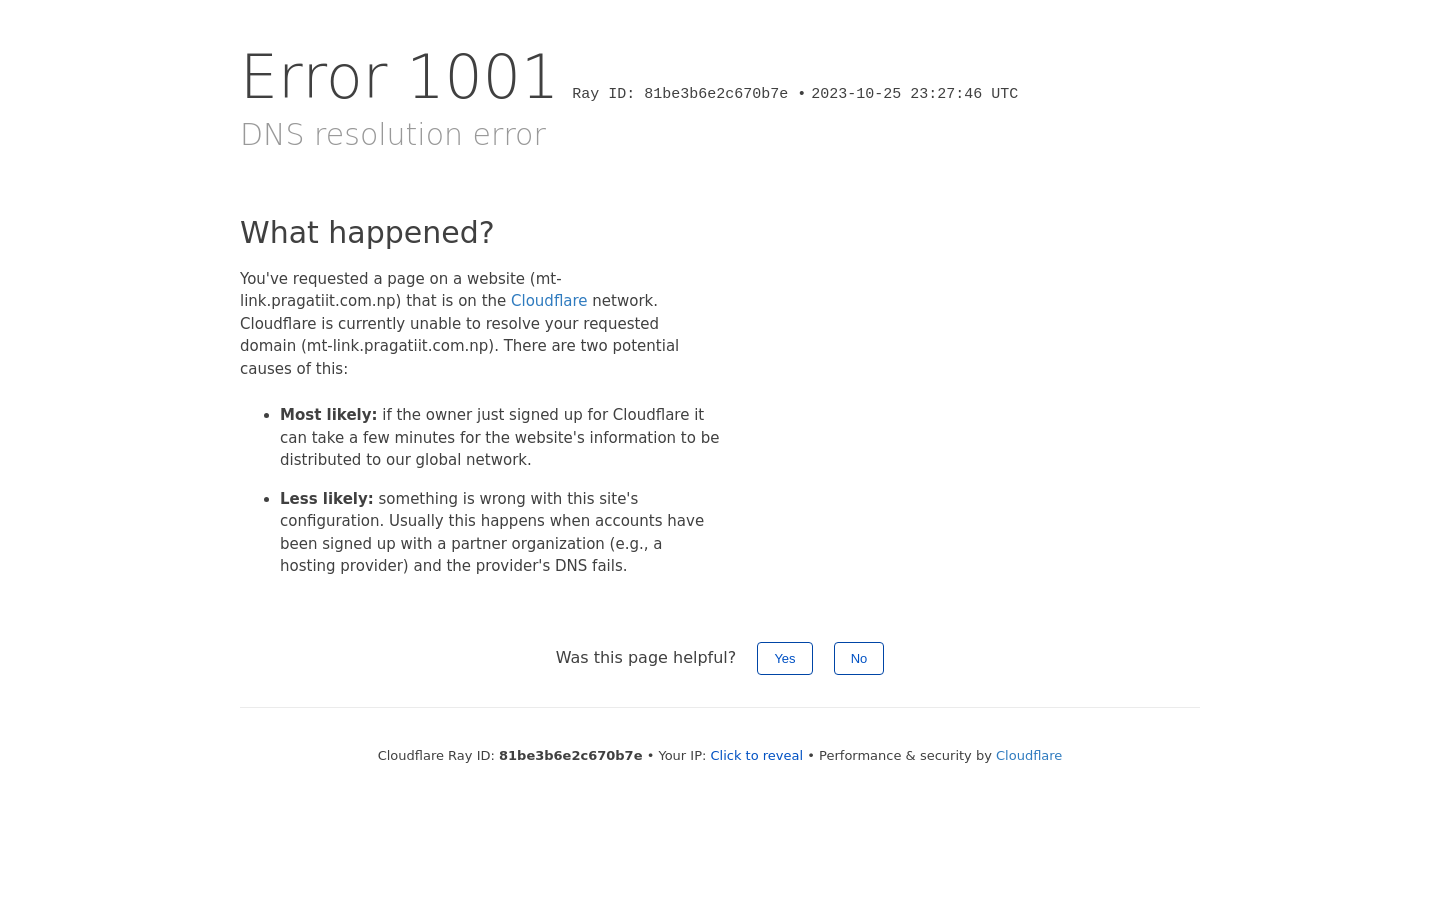 Error 1001 Ray ID: 81be3b6e2c670b7e • 2023-10-25 23:27:46 UTC
DNS resolution error
What happened?
You've requested a page on a website (mt-
link.pragatiit.com.np) that is on the Cloudflare network.
Cloudflare is currently unable to resolve your requested
domain (mt-link.pragatiit.com.np). There are two potential
causes of this:
• Most likely: if the owner just signed up for Cloudflare it
can take a few minutes for the website's information to be
distributed to our global network.
• Less likely: something is wrong with this site's
configuration. Usually this happens when accounts have
been signed up with a partner organization (e.g., a
hosting provider) and the provider's DNS fails.
Was this page helpful? Yes No
Cloudflare Ray ID: 81be3b6e2c670b7e • Your IP: Click to reveal • Performance & security by Cloudflare